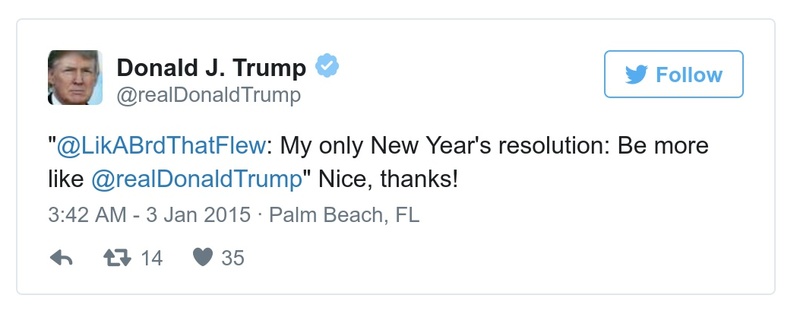 Donald J. Trump
@realDonaldTrump
Follow
"@LikABrdThatFlew: My only New Year's resolution: Be more
like @realDonaldTrump" Nice, thanks!
3:42 AM - 3 Jan 2015 · Palm Beach, FL
14 35